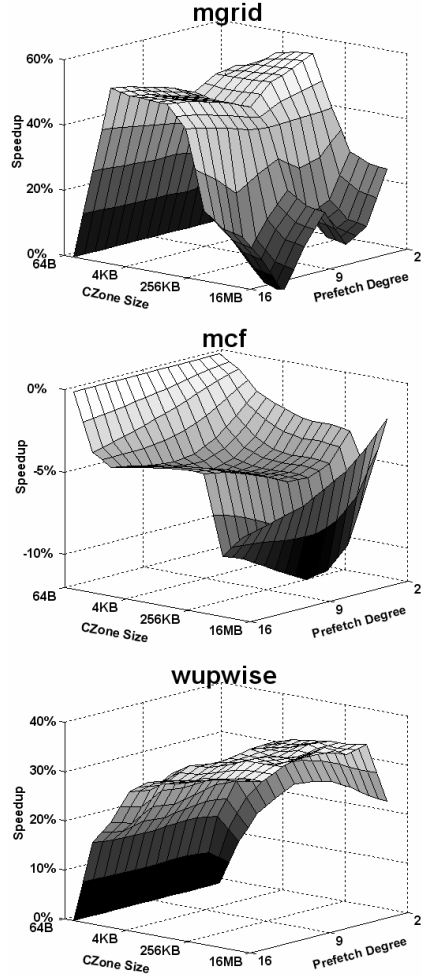 mgrid
60%
40%
20%
0%
Speedup
64B
4KB
256KB
16MB
CZone Size
16
9
2
Prefetch Degree
mcf
0%
-5%
-10%
Speedup
64B
4KB
256KB
16MB
CZone Size
16
9
2
Prefetch Degree
wupwise
40%
30%
20%
10%
0%
Speedup
64B
4KB
256KB
16MB
CZone Size
16
9
2
Prefetch Degree